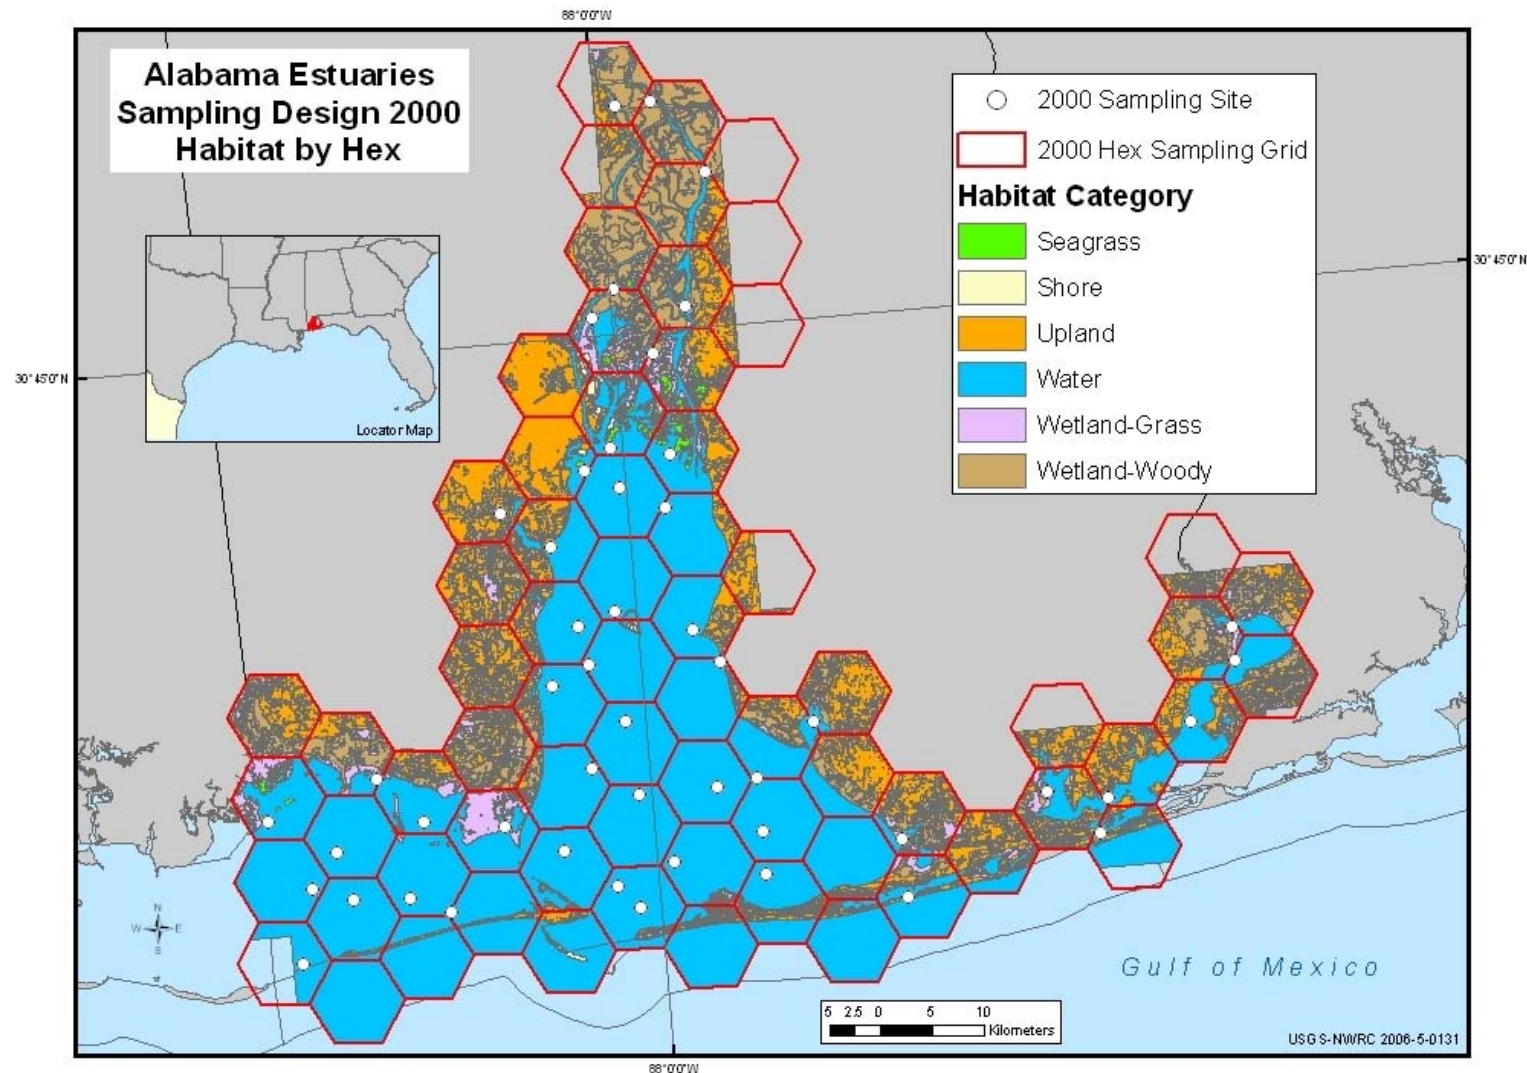 88°0'0"W
Alabama Estuaries
Sampling Design 2000
Habitat by Hex
2000 Sampling Site
2000 Hex Sampling Grid
Habitat Category
Seagrass
Shore
Upland
Water
Wetland-Grass
Wetland-Woody
30°45'0"N
30°45'0"N
Locator Map
N
W E
S
Gulf of Mexico
5 2.5 0 5 10
Kilometers
USGS-NWRC 2006-5-0131
88°0'0"W